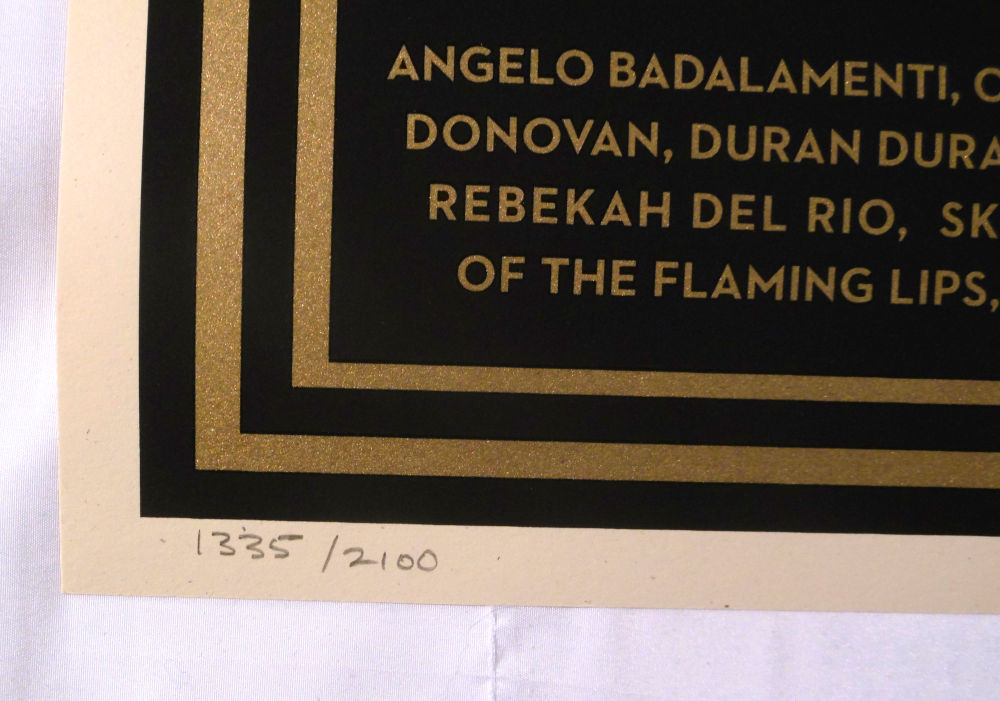 ANGELO BADALAMENTI,
DONOVAN, DURAN
REBEKAH DEL RIO,
OF THE FLAMING LIPS,
1335 /2100